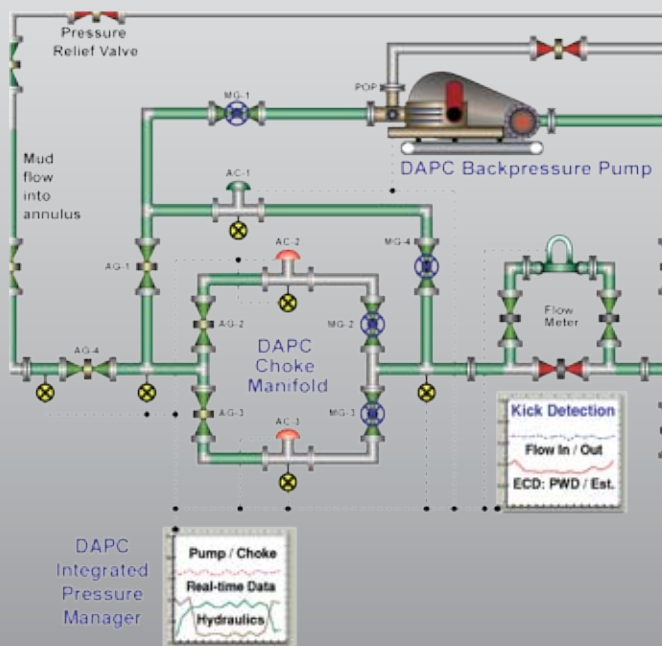 Pressure
Relief Valve
POP
MG-1
DAPC Backpressure Pump
Mud
flow
into
annulus
AC-1
AC-2
MG-4
AG-1
AG-2
MG-2
Flow
Meter
DAPC
Choke
Manifold
AG-4
AG-3
AC-3
MG-3
Kick Detection
Flow In / Out
ECD: PWD / Est.
DAPC
Integrated
Pressure
Manager
Pump / Choke
Real-time Data
Hydraulics